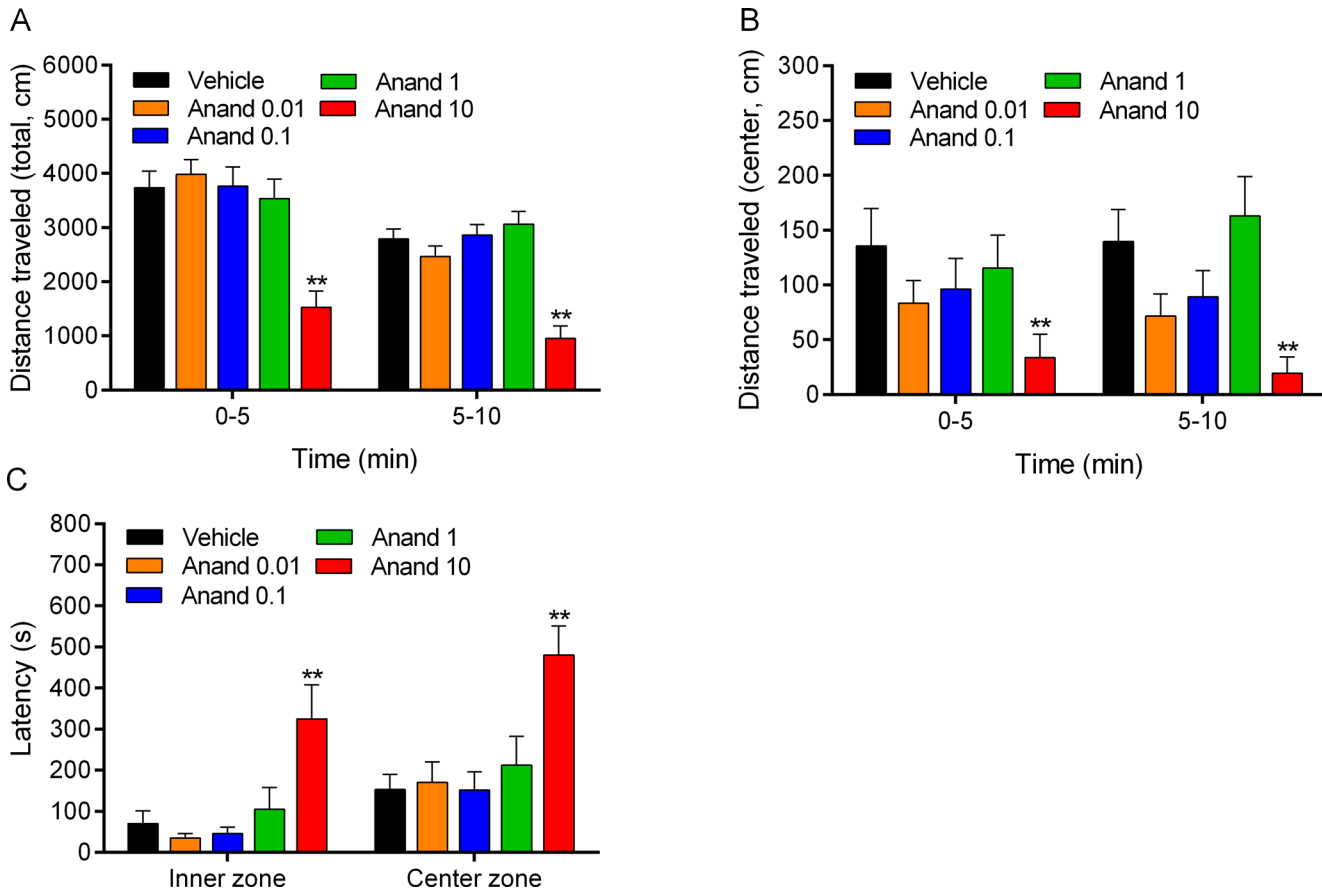 A
Distance traveled (total, cm)
6000
5000
4000
3000
2000
1000
0
Vehicle
Anand 0.01
Anand 0.1
Anand 1
Anand 10
**
**
0-5
5-10
Time (min)
B
Distance traveled (center, cm)
300
250
200
150
100
50
0
Vehicle
Anand 0.01
Anand 0.1
Anand 1
Anand 10
**
**
0-5
5-10
Time (min)
C
Latency (s)
800
700
600
500
400
300
200
100
0
Vehicle
Anand 0.01
Anand 0.1
Anand 1
Anand 10
**
**
Inner zone
Center zone